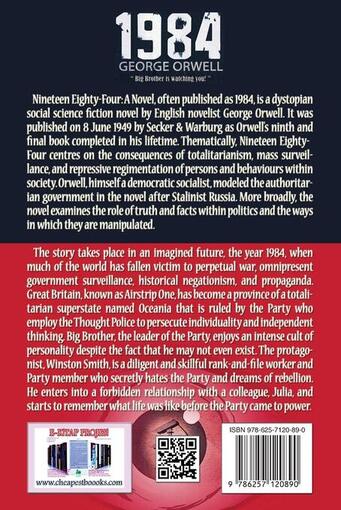 1984
GEORGE ORWELL
" Big Brother is watching you! "
Nineteen Eighty-Four: A Novel, often published as 1984, is a dystopian
social science fiction novel by English novelist George Orwell. It was
published on 8 June 1949 by Secker & Warburg as Orwell's ninth and
final book completed in his lifetime. Thematically, Nineteen Eighty-
Four centres on the consequences of totalitarianism, mass surveil-
lance, and repressive regimentation of persons and behaviours within
society. Orwell, himself a democratic socialist, modeled the authoritar-
ian government in the novel after Stalinist Russia. More broadly, the
novel examines the role of truth and facts within politics and the ways
in which they are manipulated.
The story takes place in an imagined future, the year 1984, when
much of the world has fallen victim to perpetual war, omnipresent
government surveillance, historical negationism, and propaganda.
Great Britain, known as Airstrip One, has become a province of a totali-
tarian superstate named Oceania that is ruled by the Party who
employ the Thought Police to persecute individuality and independent
thinking. Big Brother, the leader of the Party, enjoys an intense cult of
personality despite the fact that he may not even exist. The protago-
nist, Winston Smith, is a diligent and skillful rank-and-file worker and
Party member who secretly hates the Party and dreams of rebellion.
He enters into a forbidden relationship with a colleague, Julia, and
starts to remember what life was like before the Party came to power.
E-KİTAP PROJESİ
www.cheapestboooks.com
ISBN 978-625-7120-89-0
9 786257 120890